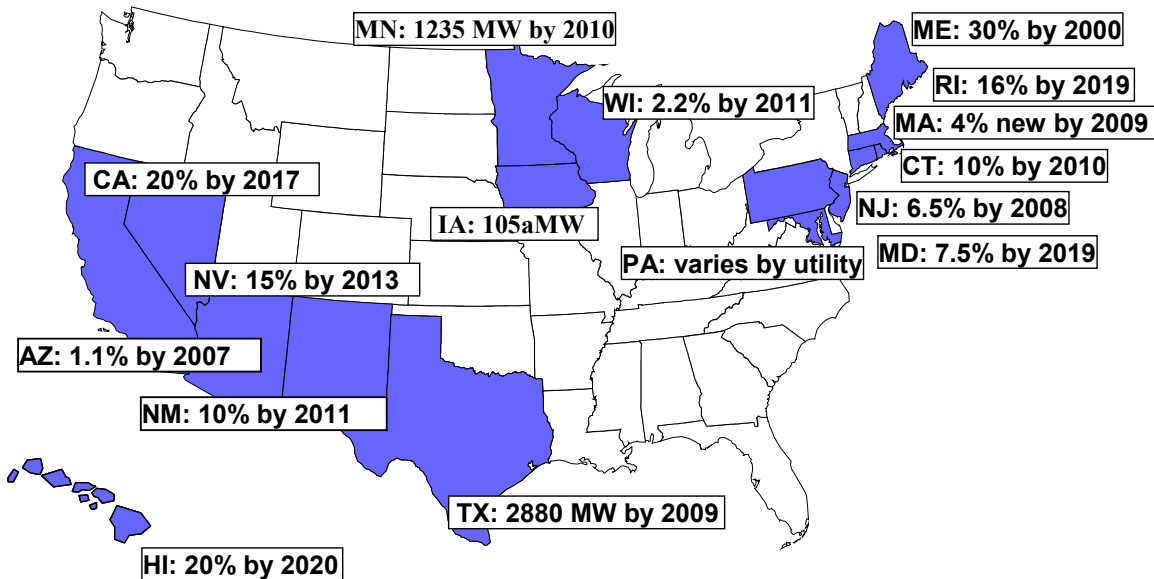 MN: 1235 MW by 2010
ME: 30% by 2000
RI: 16% by 2019
WI: 2.2% by 2011
MA: 4% new by 2009
CT: 10% by 2010
CA: 20% by 2017
NJ: 6.5% by 2008
IA: 105aMW
MD: 7.5% by 2019
PA: varies by utility
NV: 15% by 2013
AZ: 1.1% by 2007
NM: 10% by 2011
TX: 2880 MW by 2009
HI: 20% by 2020